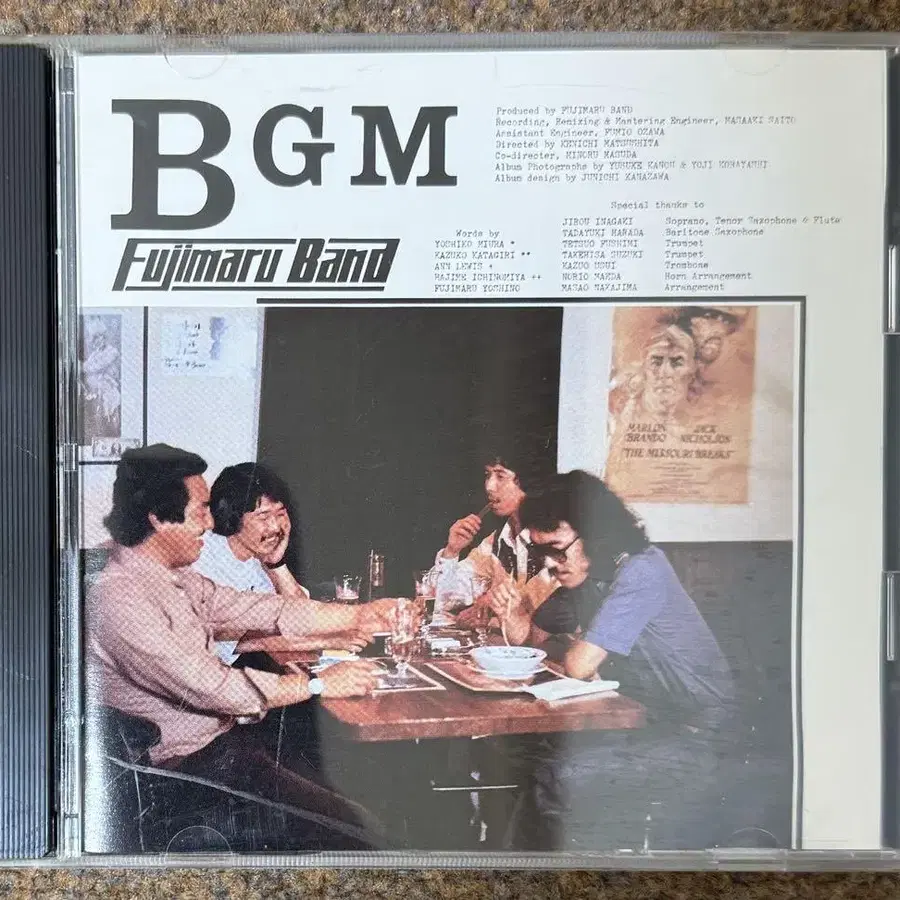 BGM
Fujimaru Band
Produced by FUJIMARU BAND
Recording, Remixing & Mastering Engineer, MASAAKI SAITO
Assistant Engineer, FUMIO OZAWA
Directed by KENICHI MATSUSHITA
Co-director, MINORU MASUDA
Album Photographs by YUSUKE KANOH & YOJI KOBAYASHI
Album design by JUNICHI KANAZAWA
Special thanks to
JIROU INAGAKI Soprano, Tenor Saxophone & Flute
TADAYUKI HARADA Baritone Saxophone
TETSUO FUSHIMI Trumpet
TAKEHISA SUZUKI Trumpet
KAZUO USUI Trombone
NORIO MAEDA Horn Arrangement
MASAO NAKAJIMA Arrangement
Words by
YOSHIKO MIURA *
KAZUKO KATAGIRI **
ANN LEWIS +
HAJIME ICHINOMIYA ++
FUJIMARU YOSHINO
MARLON BRANDO
JACK NICHOLSON
"THE MISSOURI BREAKS"